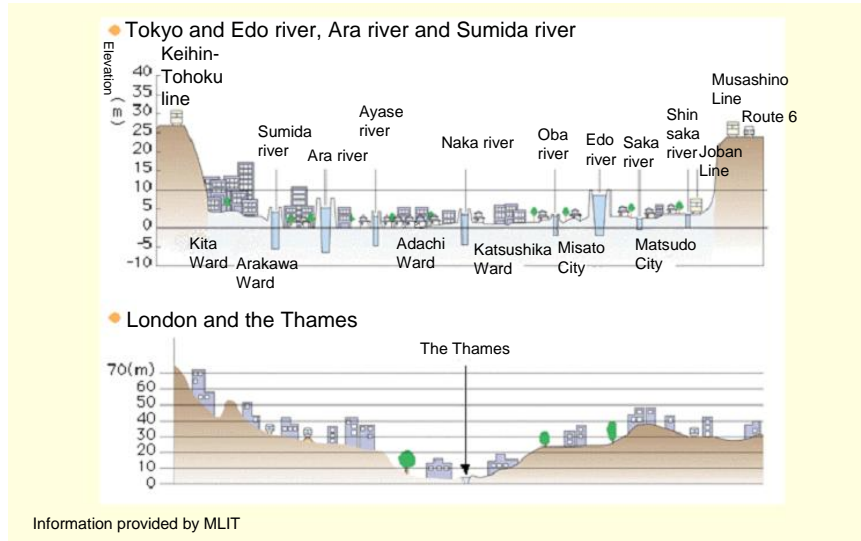 Tokyo and Edo river, Ara river and Sumida river
Elevation (m)
40
35
30
25
20
15
10
5
0
-5
-10
Keihin-
Tohoku
line
Sumida
river
Ara river
Ayase
river
Naka river
Oba
river
Edo
river
Saka
river
Shin
saka
river
Joban
Line
Musashino
Line
Route 6
Kita
Ward
Arakawa
Ward
Adachi
Ward
Katsushika
Ward
Misato
City
Matsudo
City
London and the Thames
The Thames
70(m)
60
50
40
30
20
10
0
Information provided by MLIT